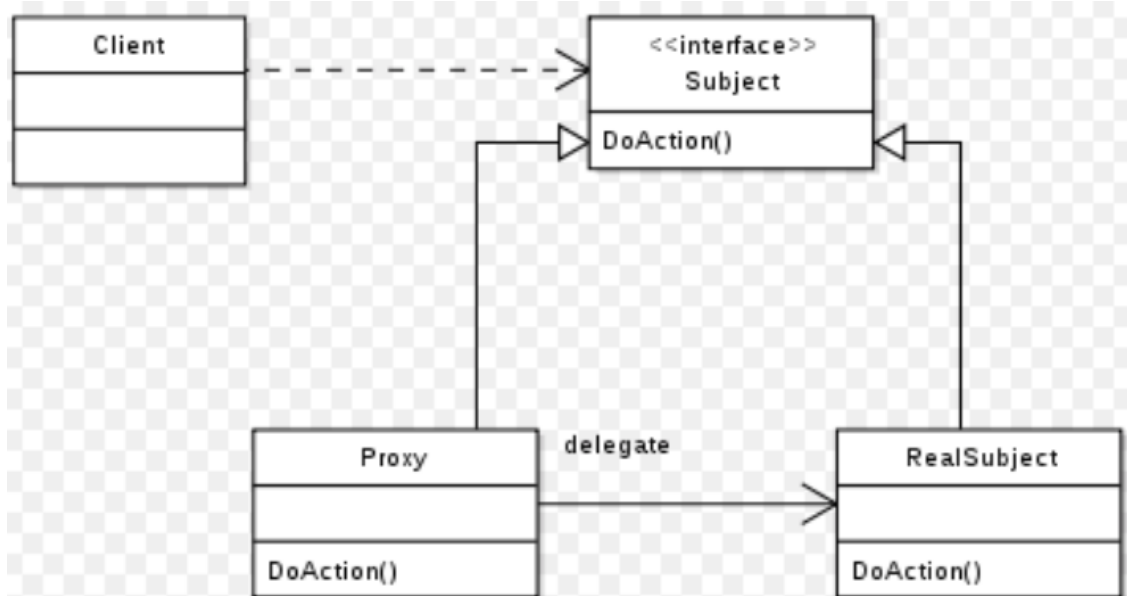 Client
<<interface>>
Subject
DoAction()
Proxy
delegate
RealSubject
DoAction()
DoAction()